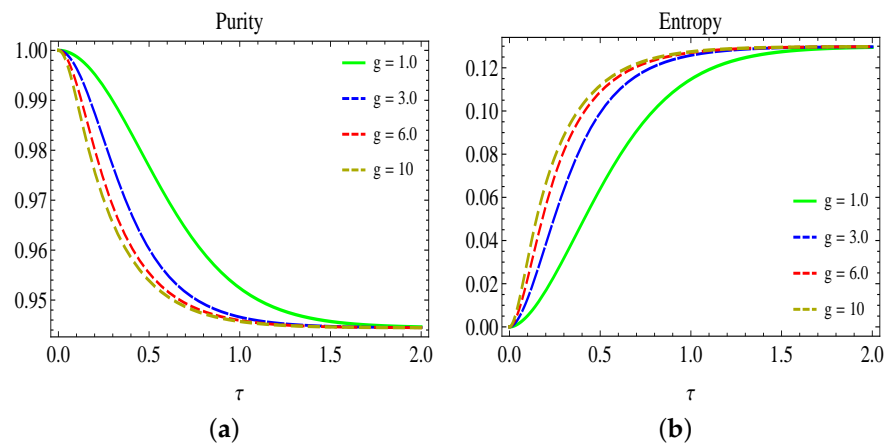 Purity
1.00
0.99
0.98
0.97
0.96
0.95
g = 1.0
g = 3.0
g = 6.0
g = 10
0.0 0.5 1.0 1.5 2.0
τ
(a)
Entropy
0.12
0.10
0.08
0.06
0.04
0.02
0.00
g = 1.0
g = 3.0
g = 6.0
g = 10
0.0 0.5 1.0 1.5 2.0
τ
(b)